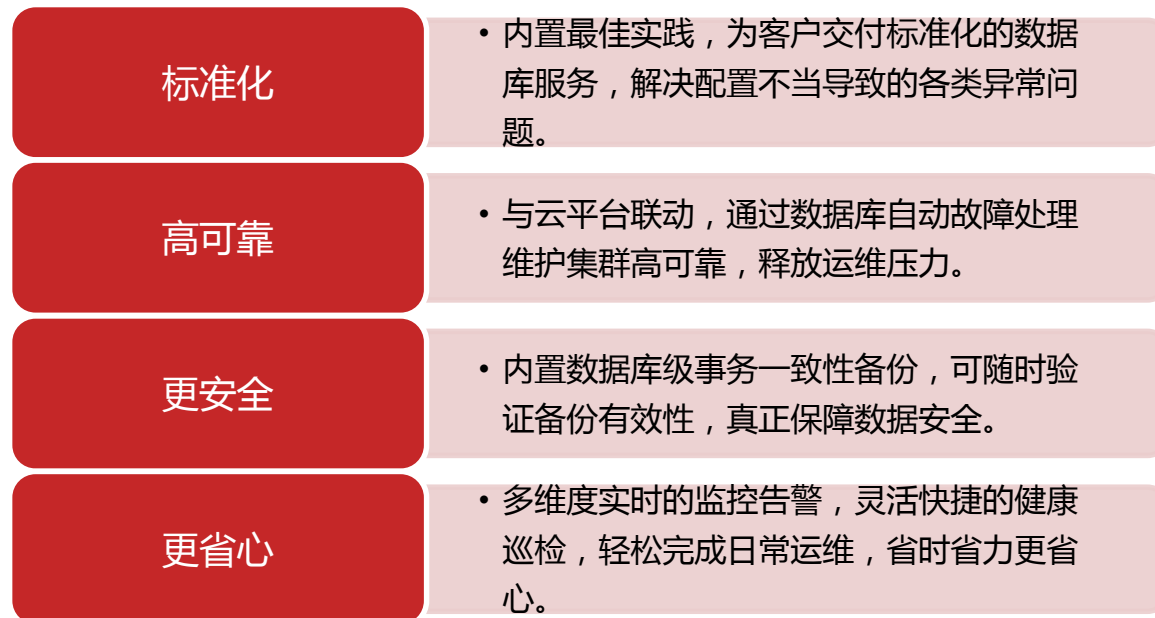 标准化
• 内置最佳实践，为客户交付标准化的数据
库服务，解决配置不当导致的各类异常问
题。
高可靠
• 与云平台联动，通过数据库自动故障处理
维护集群高可靠，释放运维压力。
更安全
• 内置数据库级事务一致性备份，可随时验
证备份有效性，真正保障数据安全。
更省心
• 多维度实时的监控告警，灵活快捷的健康
巡检，轻松完成日常运维，省时省力更省
心。